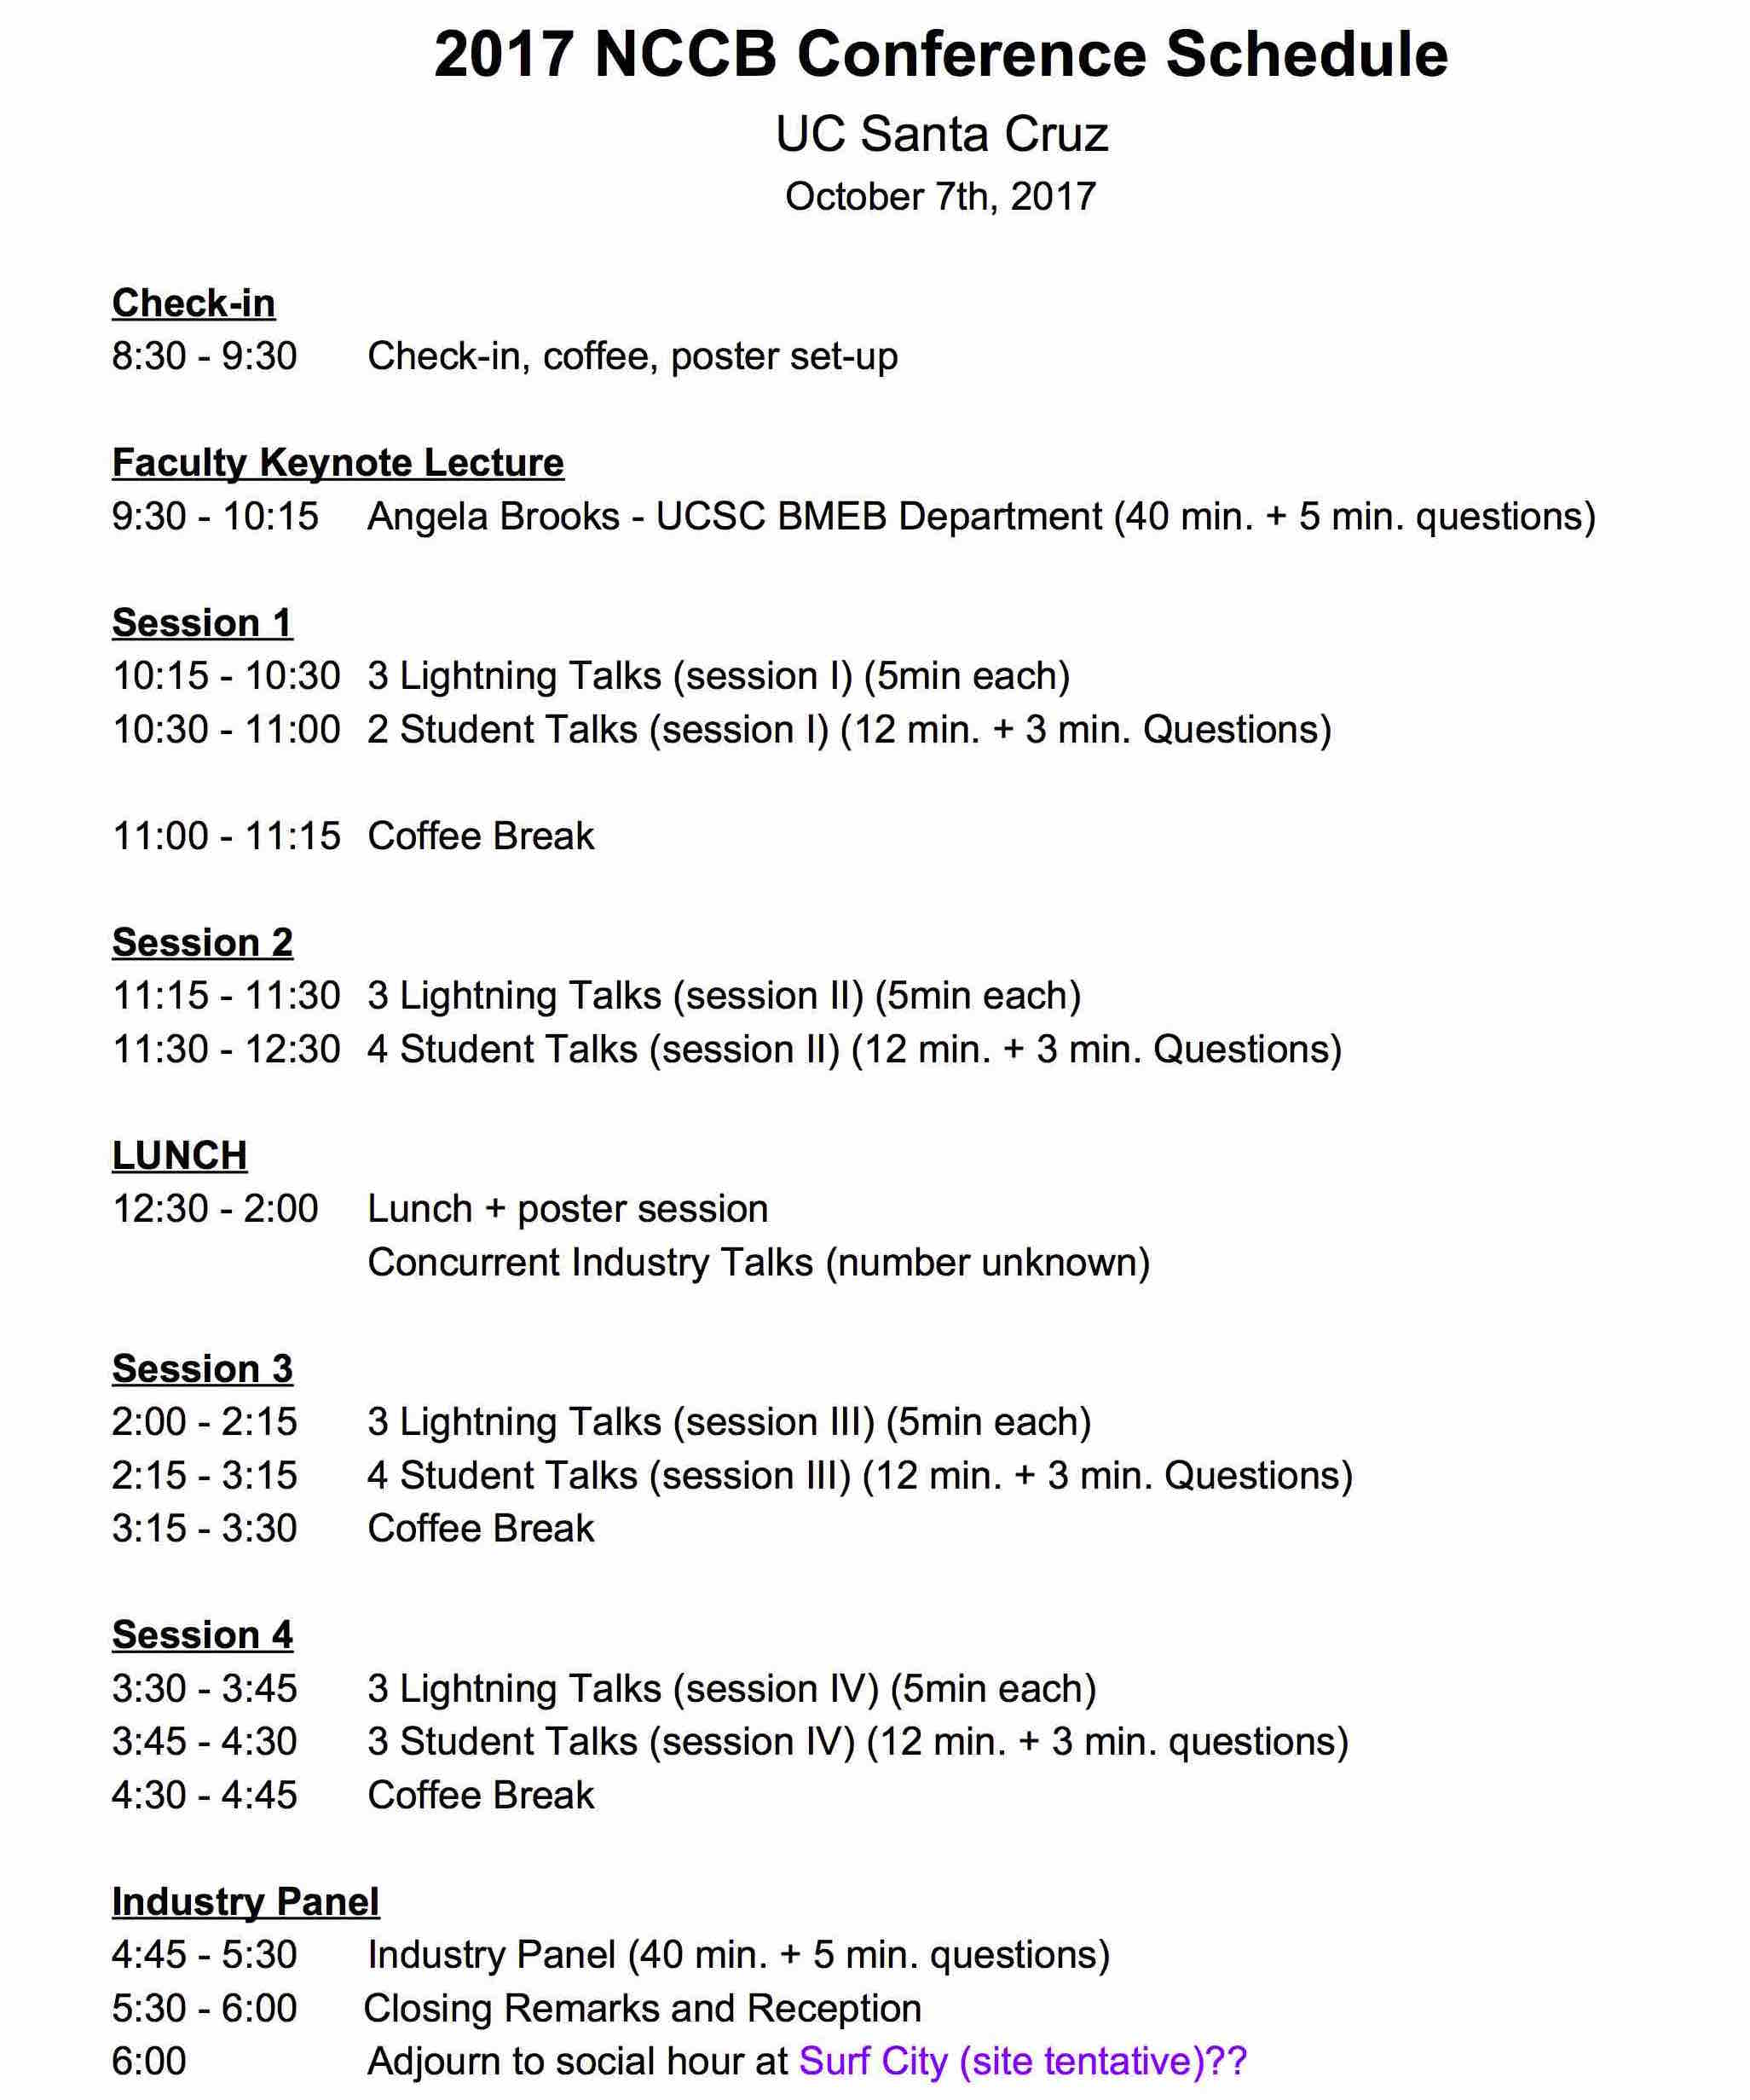 2017 NCCB Conference Schedule
UC Santa Cruz
October 7th, 2017
Check-in
8:30 - 9:30 Check-in, coffee, poster set-up
Faculty Keynote Lecture
9:30 - 10:15 Angela Brooks - UCSC BMEB Department (40 min. + 5 min. questions)
Session 1
10:15 - 10:30 3 Lightning Talks (session I) (5min each)
10:30 - 11:00 2 Student Talks (session I) (12 min. + 3 min. Questions)
11:00 - 11:15 Coffee Break
Session 2
11:15 - 11:30 3 Lightning Talks (session II) (5min each)
11:30 - 12:30 4 Student Talks (session II) (12 min. + 3 min. Questions)
LUNCH
12:30 - 2:00 Lunch + poster session
Concurrent Industry Talks (number unknown)
Session 3
2:00 - 2:15 3 Lightning Talks (session III) (5min each)
2:15 - 3:15 4 Student Talks (session III) (12 min. + 3 min. Questions)
3:15 - 3:30 Coffee Break
Session 4
3:30 - 3:45 3 Lightning Talks (session IV) (5min each)
3:45 - 4:30 3 Student Talks (session IV) (12 min. + 3 min. questions)
4:30 - 4:45 Coffee Break
Industry Panel
4:45 - 5:30 Industry Panel (40 min. + 5 min. questions)
5:30 - 6:00 Closing Remarks and Reception
6:00 Adjourn to social hour at Surf City (site tentative)??